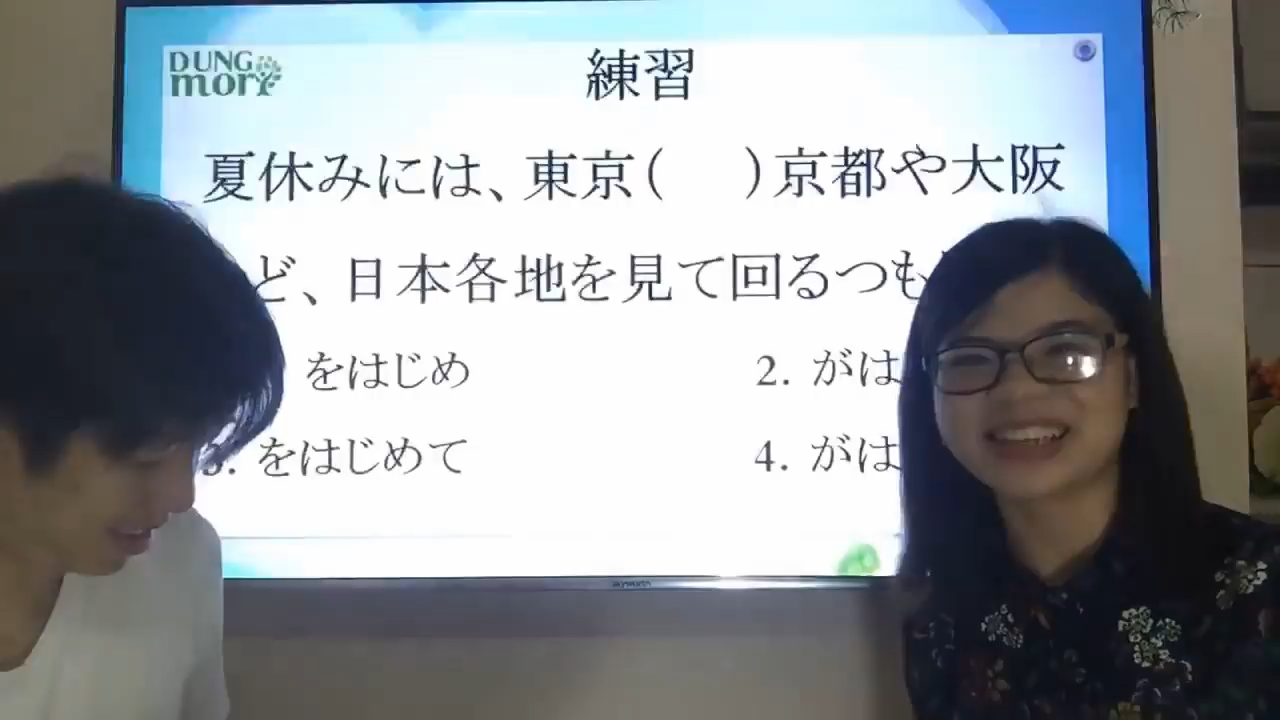 DUNG
mori
練習
夏休みには、東京( )京都や大阪
ど、日本各地を見て回るつも
をはじめ
2. がは
3. をはじめて
4. がは